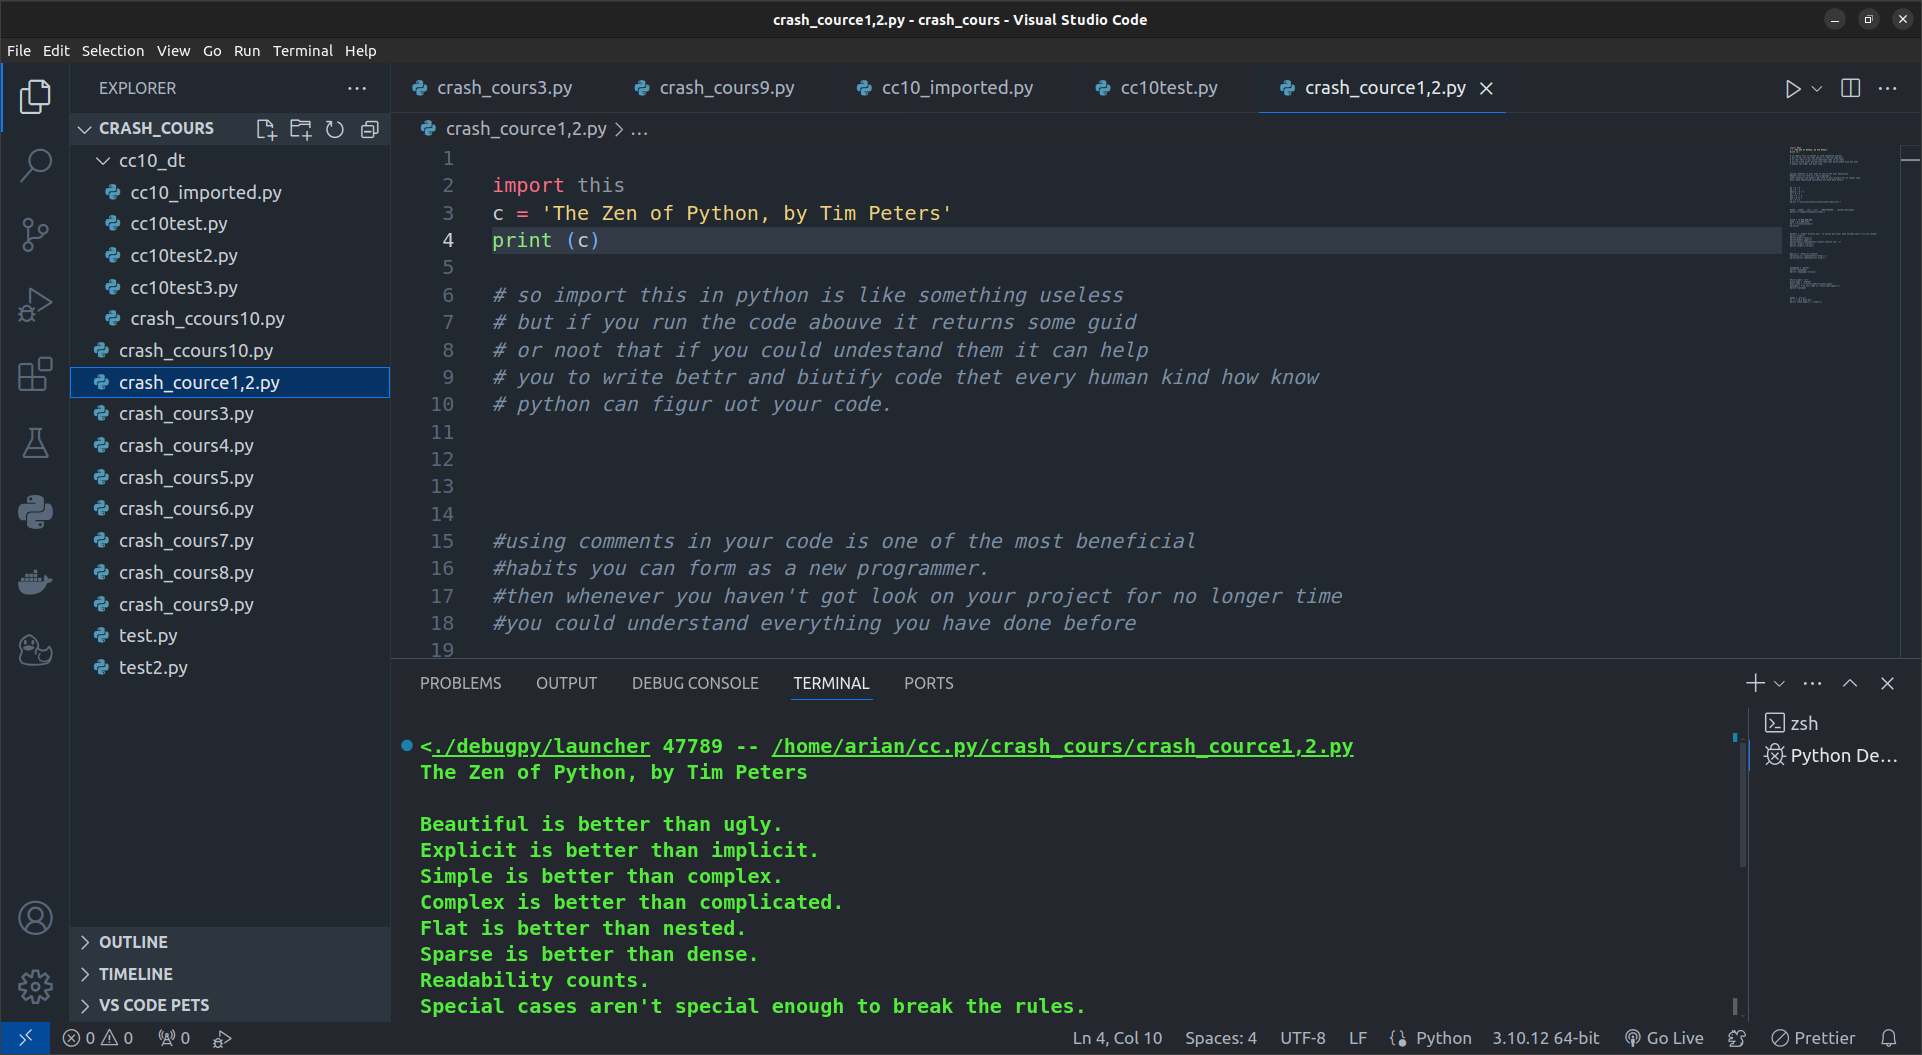 crash_cource1,2.py - crash_cours - Visual Studio Code
File Edit Selection View Go Run Terminal Help
EXPLORER
CRASH_COURS
cc10_dt
cc10_imported.py
cc10test.py
cc10test2.py
cc10test3.py
crash_ccours10.py
crash_ccours10.py
crash_cource1,2.py
crash_cours3.py
crash_cours4.py
crash_cours5.py
crash_cours6.py
crash_cours7.py
crash_cours8.py
crash_cours9.py
test.py
test2.py
OUTLINE
TIMELINE
VS CODE PETS
crash_cours3.py crash_cours9.py cc10_imported.py cc10test.py crash_cource1,2.py
crash_cource1,2.py > ...
1
2 import this
3 c = 'The Zen of Python, by Tim Peters'
4 print (c)
5
6 # so import this in python is like something useless
7 # but if you run the code abouve it returns some guid
8 # or noot that if you could undestand them it can help
9 # you to write bettr and biutify code thet every human kind how know
10 # python can figur uot your code.
11
12
13
14
15 #using comments in your code is one of the most beneficial
16 #habits you can form as a new programmer.
17 #then whenever you haven't got look on your project for no longer time
18 #you could understand everything you have done before
19
PROBLEMS OUTPUT DEBUG CONSOLE TERMINAL PORTS
<./debugpy/launcher 47789 -- /home/arian/cc.py/crash_cours/crash_cource1,2.py
The Zen of Python, by Tim Peters
Beautiful is better than ugly.
Explicit is better than implicit.
Simple is better than complex.
Complex is better than complicated.
Flat is better than nested.
Sparse is better than dense.
Readability counts.
Special cases aren't special enough to break the rules.
zsh
Python De...
0 0 0 Ln 4, Col 10 Spaces: 4 UTF-8 LF Python 3.10.12 64-bit Go Live Prettier